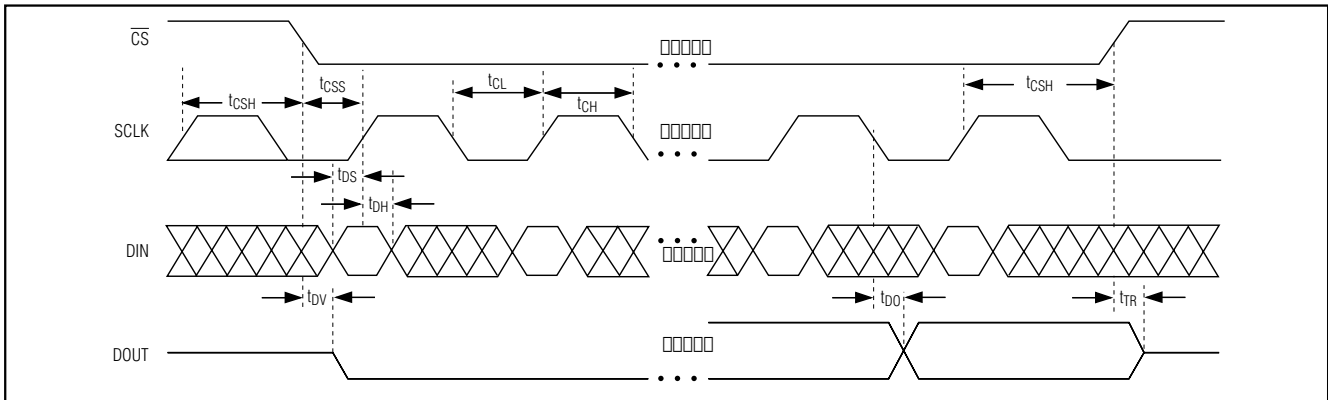 CS
tCSH
tCSS
tCL
tCH
tCSH
SCLK
tDS
tDH
DIN
tDV
tDO
tTR
DOUT